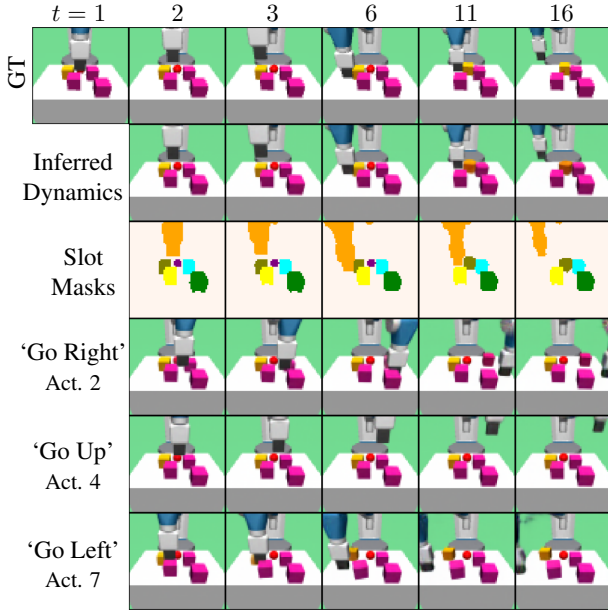 t = 1 2 3 6 11 16
GT
Inferred
Dynamics
Slot
Masks
‘Go Right’
Act. 2
‘Go Up’
Act. 4
‘Go Left’
Act. 7